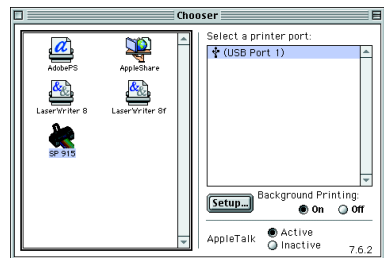 Chooser
AdobePS
AppleShare
LaserWriter 8
LaserWriter 8f
SP 915
Select a printer port:
(USB Port 1)
Setup...
Background Printing:
On
Off
AppleTalk
Active
Inactive
7.6.2